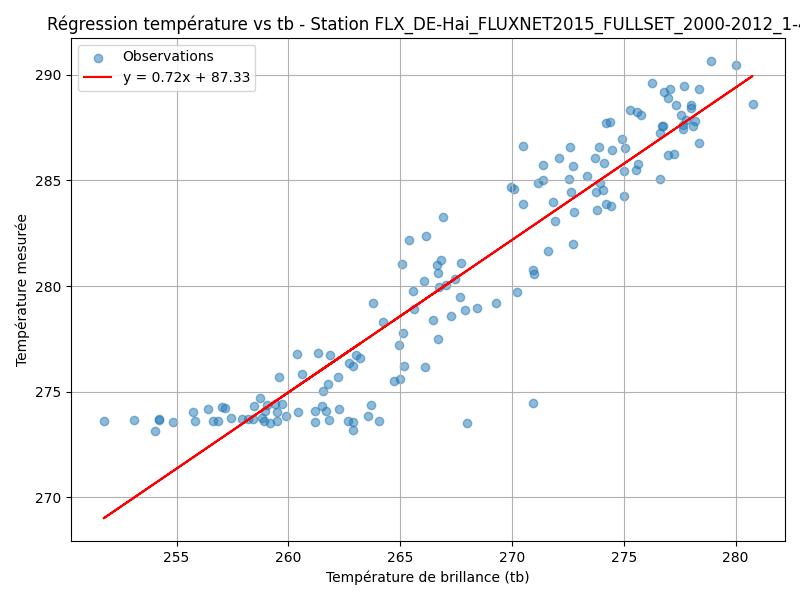 Régression température vs tb - Station FLX_DE-Hai_FLUXNET2015_FULLSET_2000-2012_1-4
Observations
y = 0.72x + 87.33
290
285
280
275
270
Température mesurée
255
260
265
270
275
280
Température de brillance (tb)